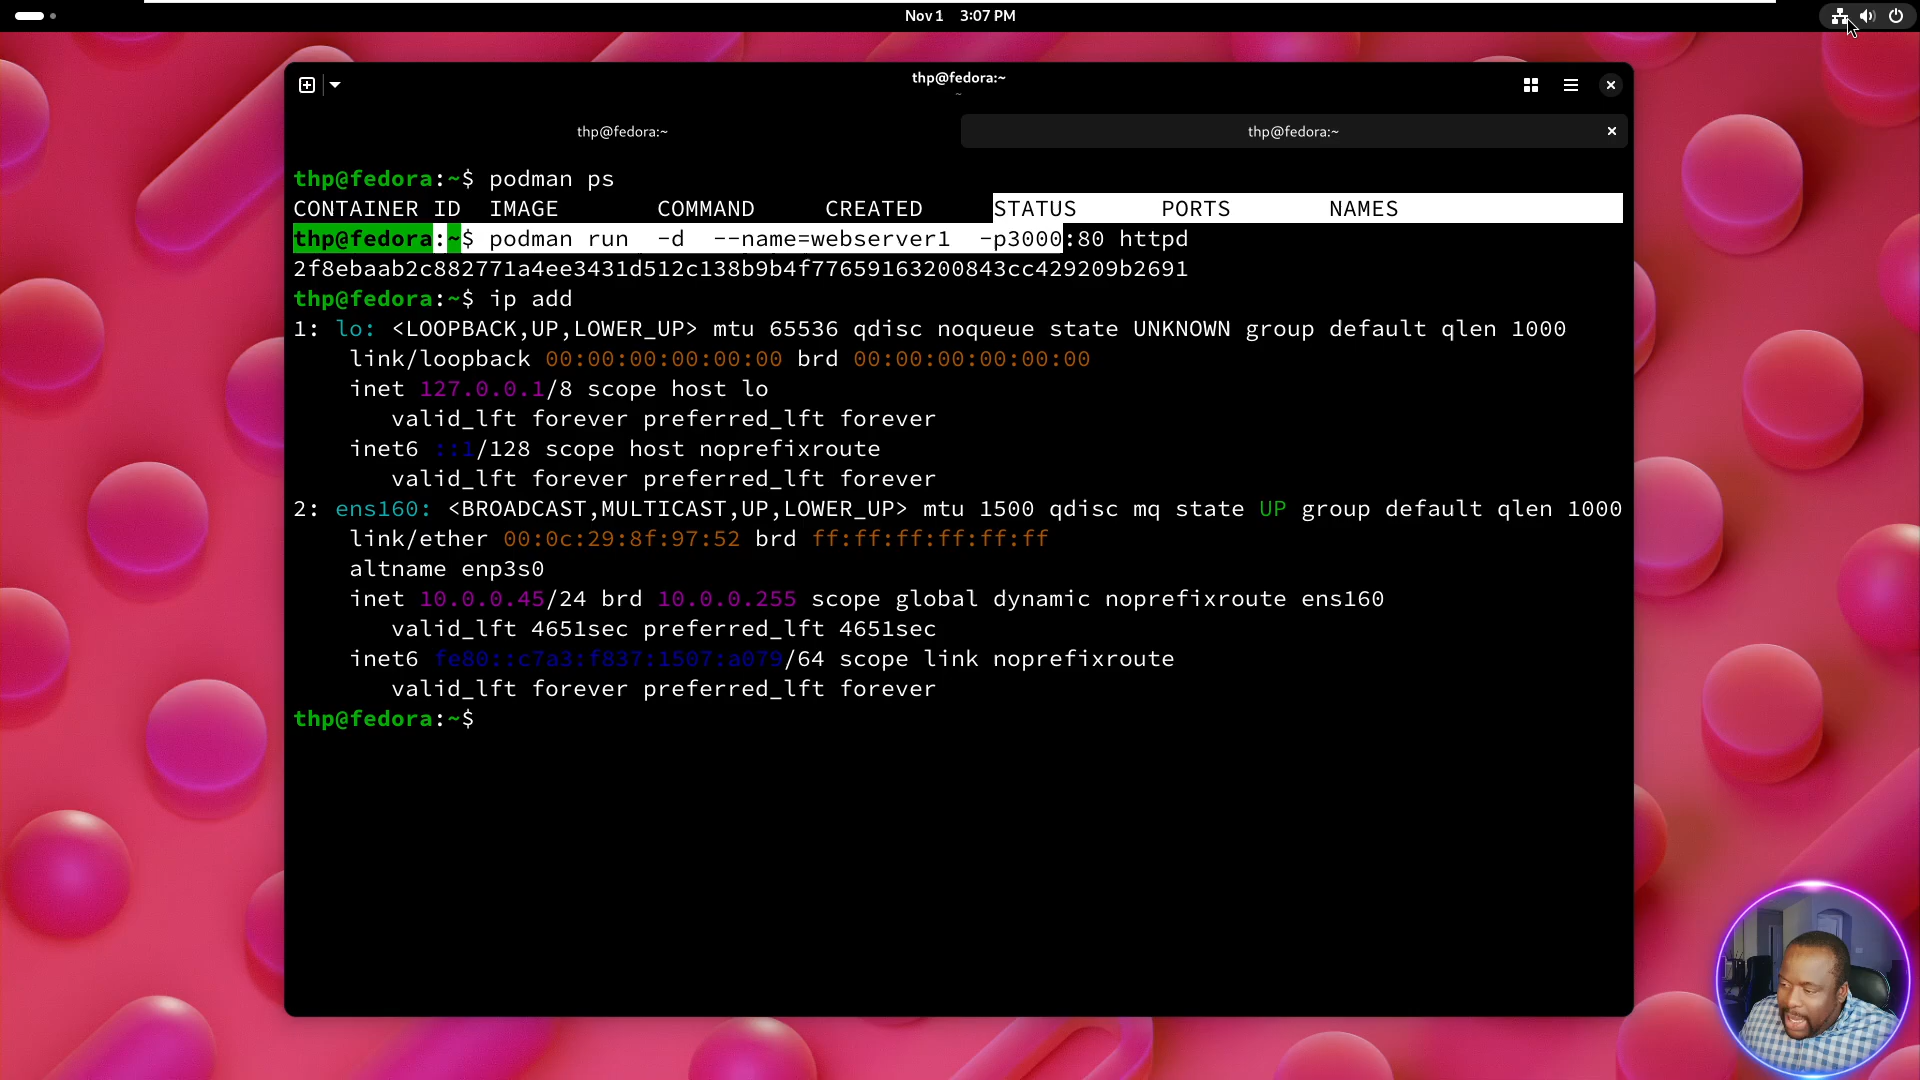 Nov 1 3:07 PM
thp@fedora:~
~
thp@fedora:~ thp@fedora:~
thp@fedora:~$ podman ps
CONTAINER ID IMAGE COMMAND CREATED STATUS PORTS NAMES
thp@fedora:~$ podman run -d --name=webserver1 -p3000:80 httpd
2f8ebaab2c882771a4ee3431d512c138b9b4f77659163200843cc429209b2691
thp@fedora:~$ ip add
1: lo: <LOOPBACK,UP,LOWER_UP> mtu 65536 qdisc noqueue state UNKNOWN group default qlen 1000
link/loopback 00:00:00:00:00:00 brd 00:00:00:00:00:00
inet 127.0.0.1/8 scope host lo
valid_lft forever preferred_lft forever
inet6 ::1/128 scope host noprefixroute
valid_lft forever preferred_lft forever
2: ens160: <BROADCAST,MULTICAST,UP,LOWER_UP> mtu 1500 qdisc mq state UP group default qlen 1000
link/ether 00:0c:29:8f:97:52 brd ff:ff:ff:ff:ff:ff
altname enp3s0
inet 10.0.0.45/24 brd 10.0.0.255 scope global dynamic noprefixroute ens160
valid_lft 4651sec preferred_lft 4651sec
inet6 fe80::c7a3:f837:1507:a079/64 scope link noprefixroute
valid_lft forever preferred_lft forever
thp@fedora:~$